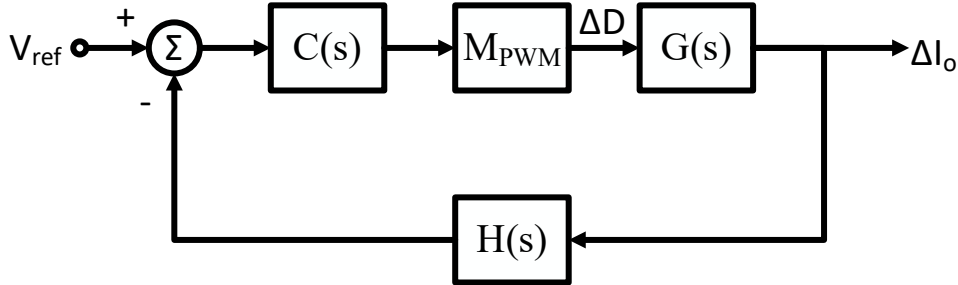 +
V_ref
Σ
-
C(s)
M_PWM
ΔD
G(s)
ΔI_o
H(s)